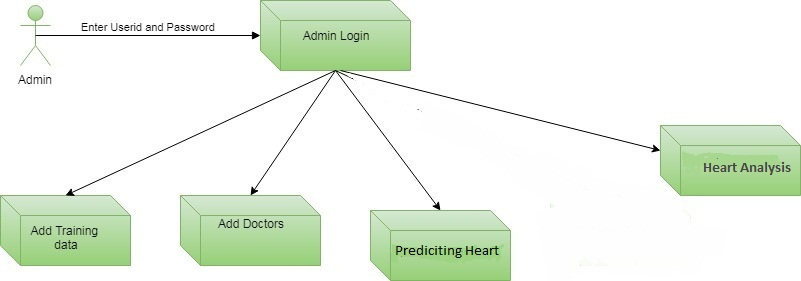 Enter Userid and Password
Admin Login
Admin
Heart Analysis
Add Training
data
Add Doctors
Prediciting Heart